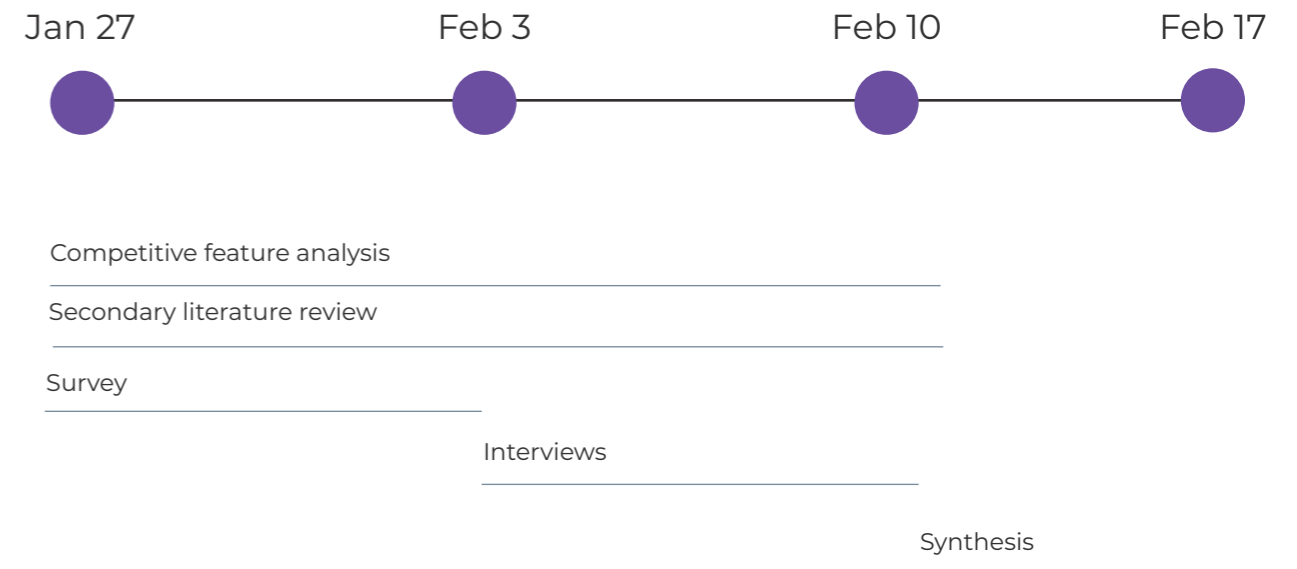 Jan 27
Feb 3
Feb 10
Feb 17
Competitive feature analysis
Secondary literature review
Survey
Interviews
Synthesis